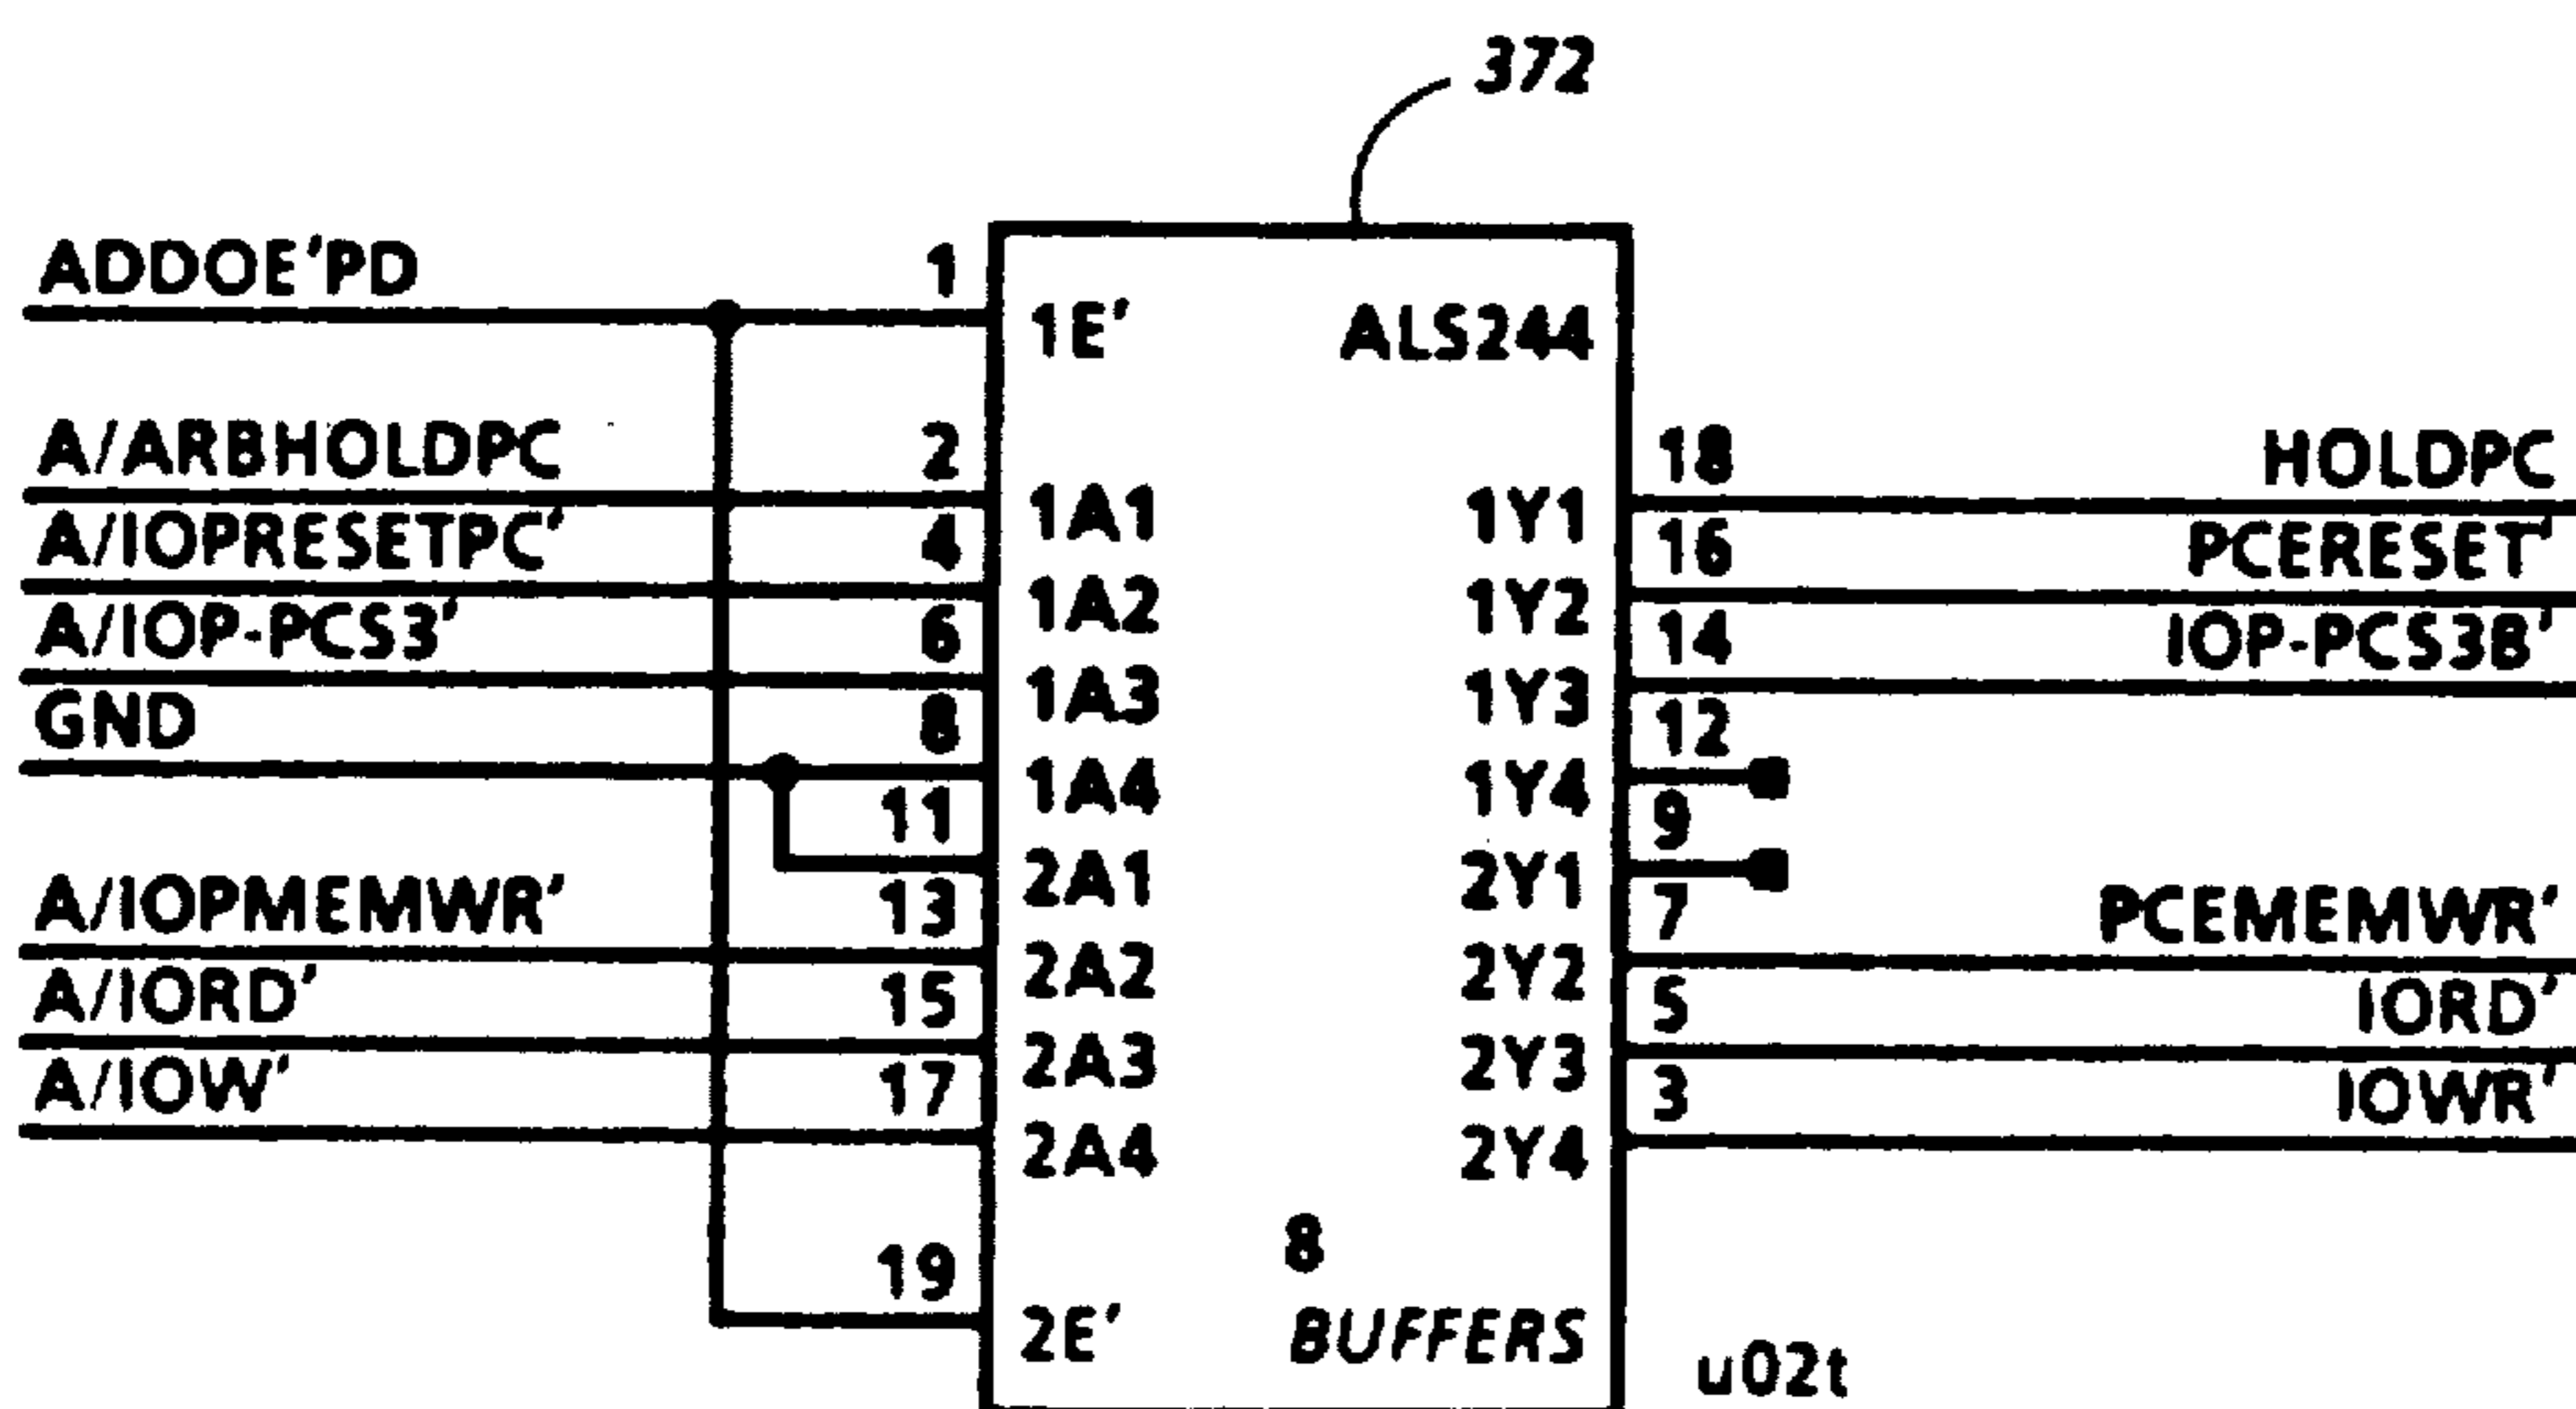 372
ADDOE'PD 1
1E' ALS244
A/ARBHOLDPC 2 18 HOLDPC
1A1 1Y1
A/IOPRESETPC' 4 16 PCERESET'
1A2 1Y2
A/IOP-PCS3' 6 14 IOP-PCS3B'
1A3 1Y3
GND 8 12
1A4 1Y4
11 9
2A1 2Y1
A/IOPMEMWR' 13 7 PCEMEMWR'
2A2 2Y2
A/IORD' 15 5 IORD'
2A3 2Y3
A/IOW' 17 3 IOWR'
2A4 2Y4
8
19
2E' BUFFERS
u02t